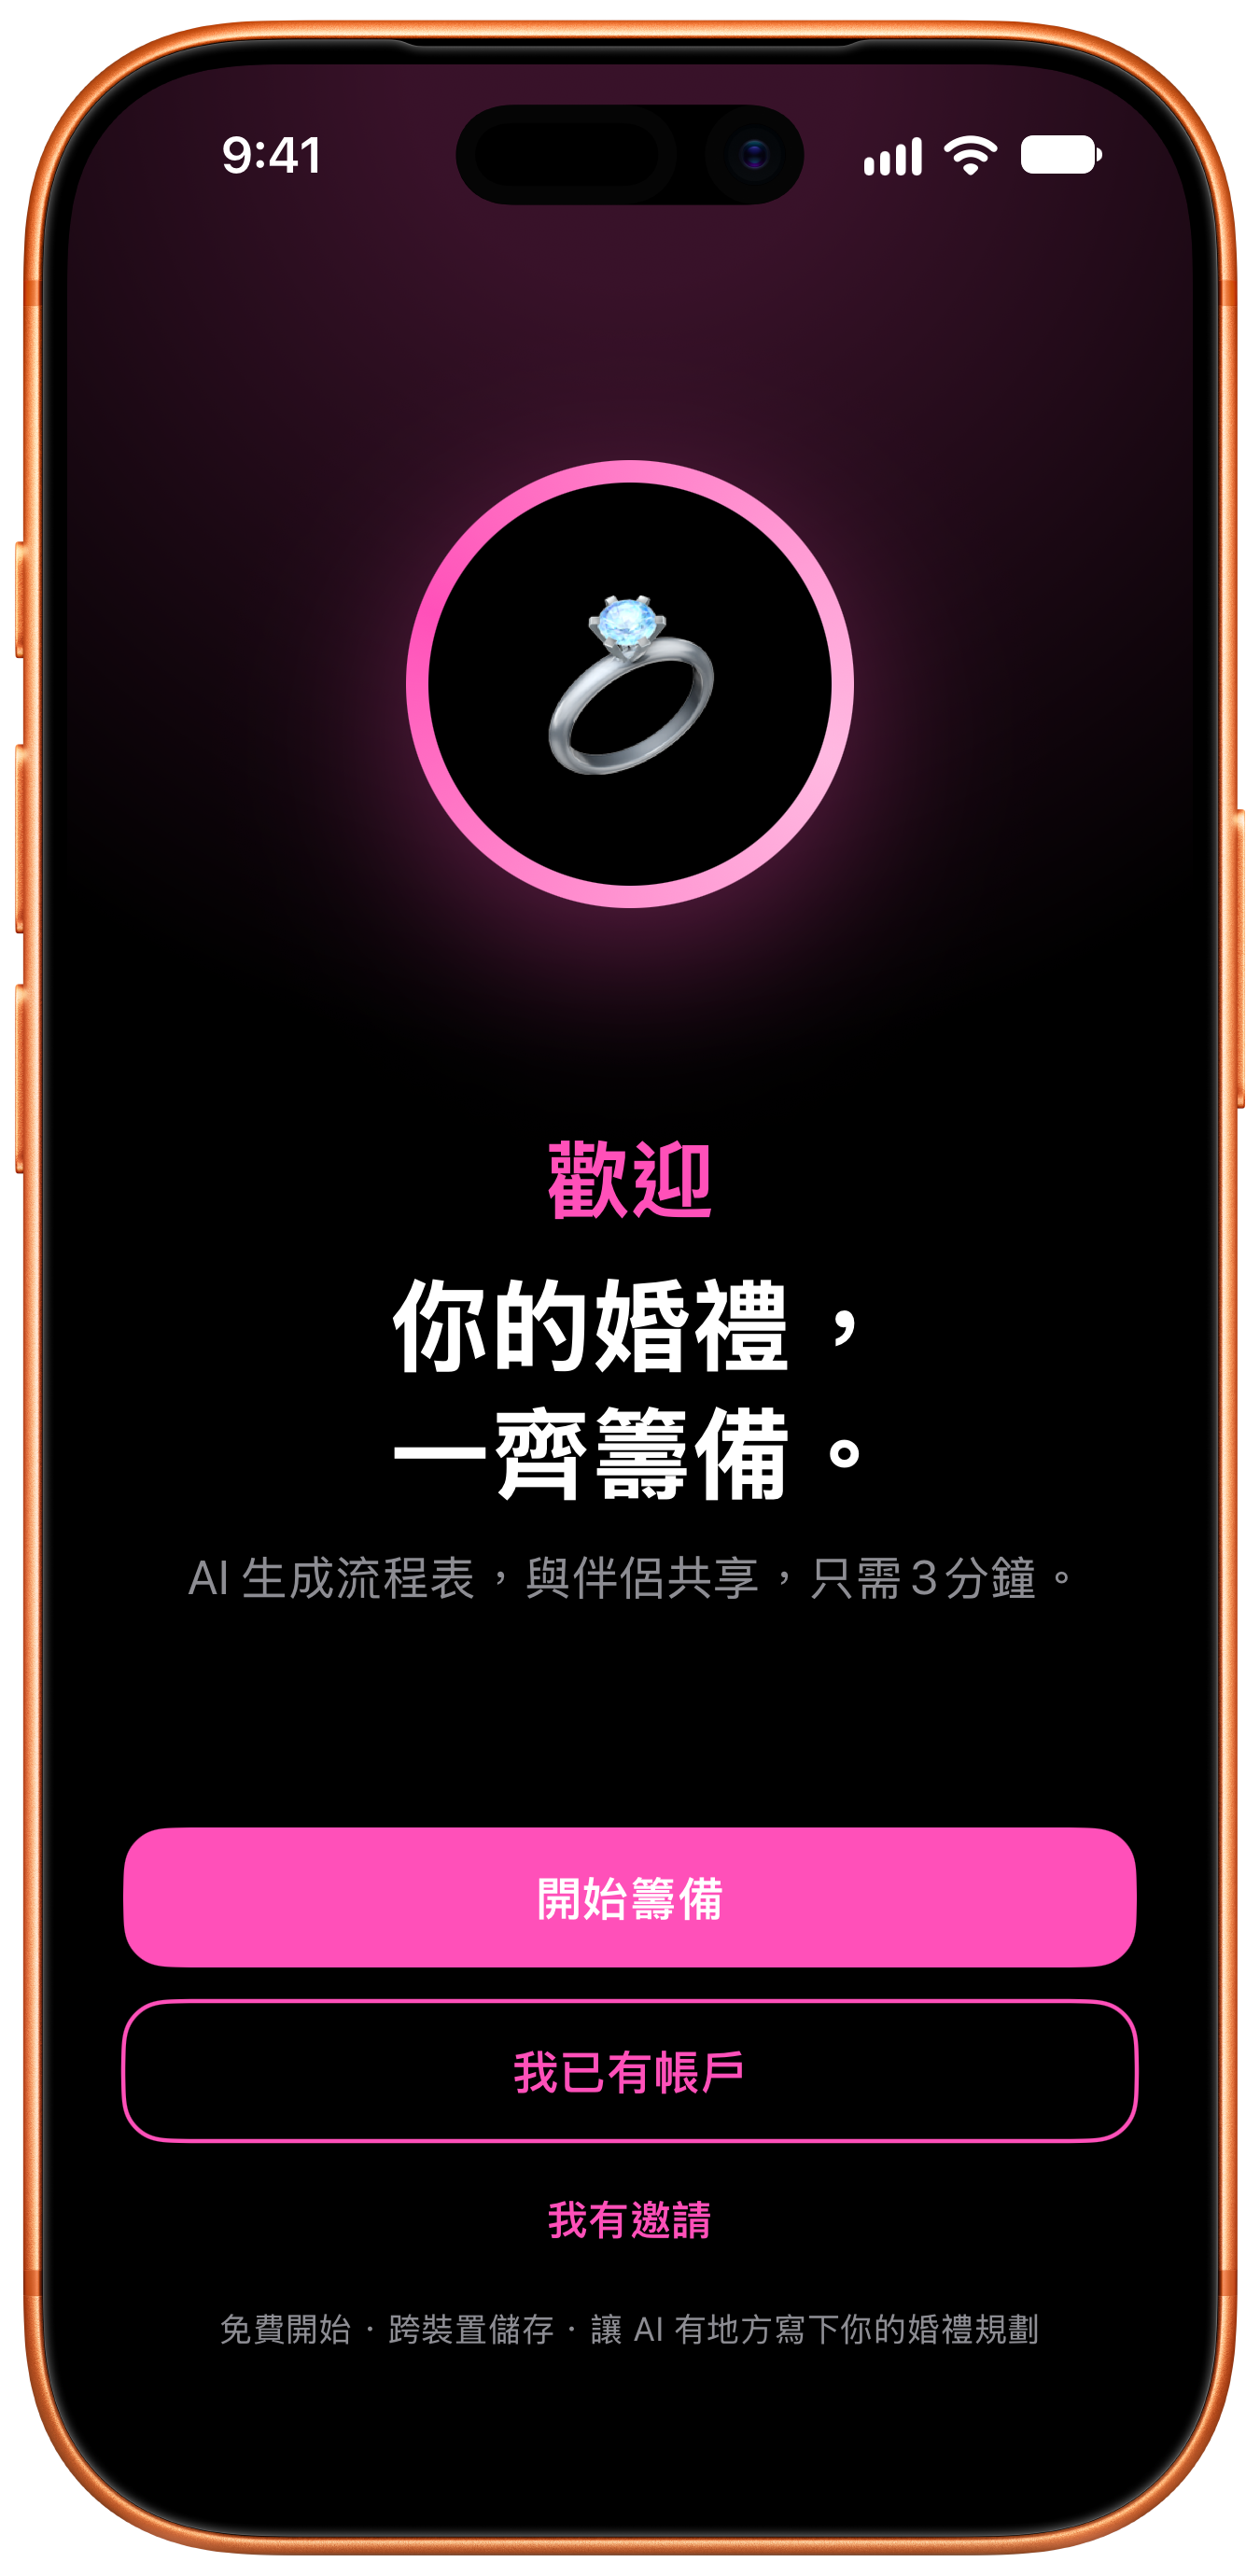 9:41
歡迎
你的婚禮，
一齊籌備。
AI 生成流程表，與伴侶共享，只需 3 分鐘。
開始籌備
我已有帳戶
我有邀請
免費開始 · 跨裝置儲存 · 讓 AI 有地方寫下你的婚禮規劃